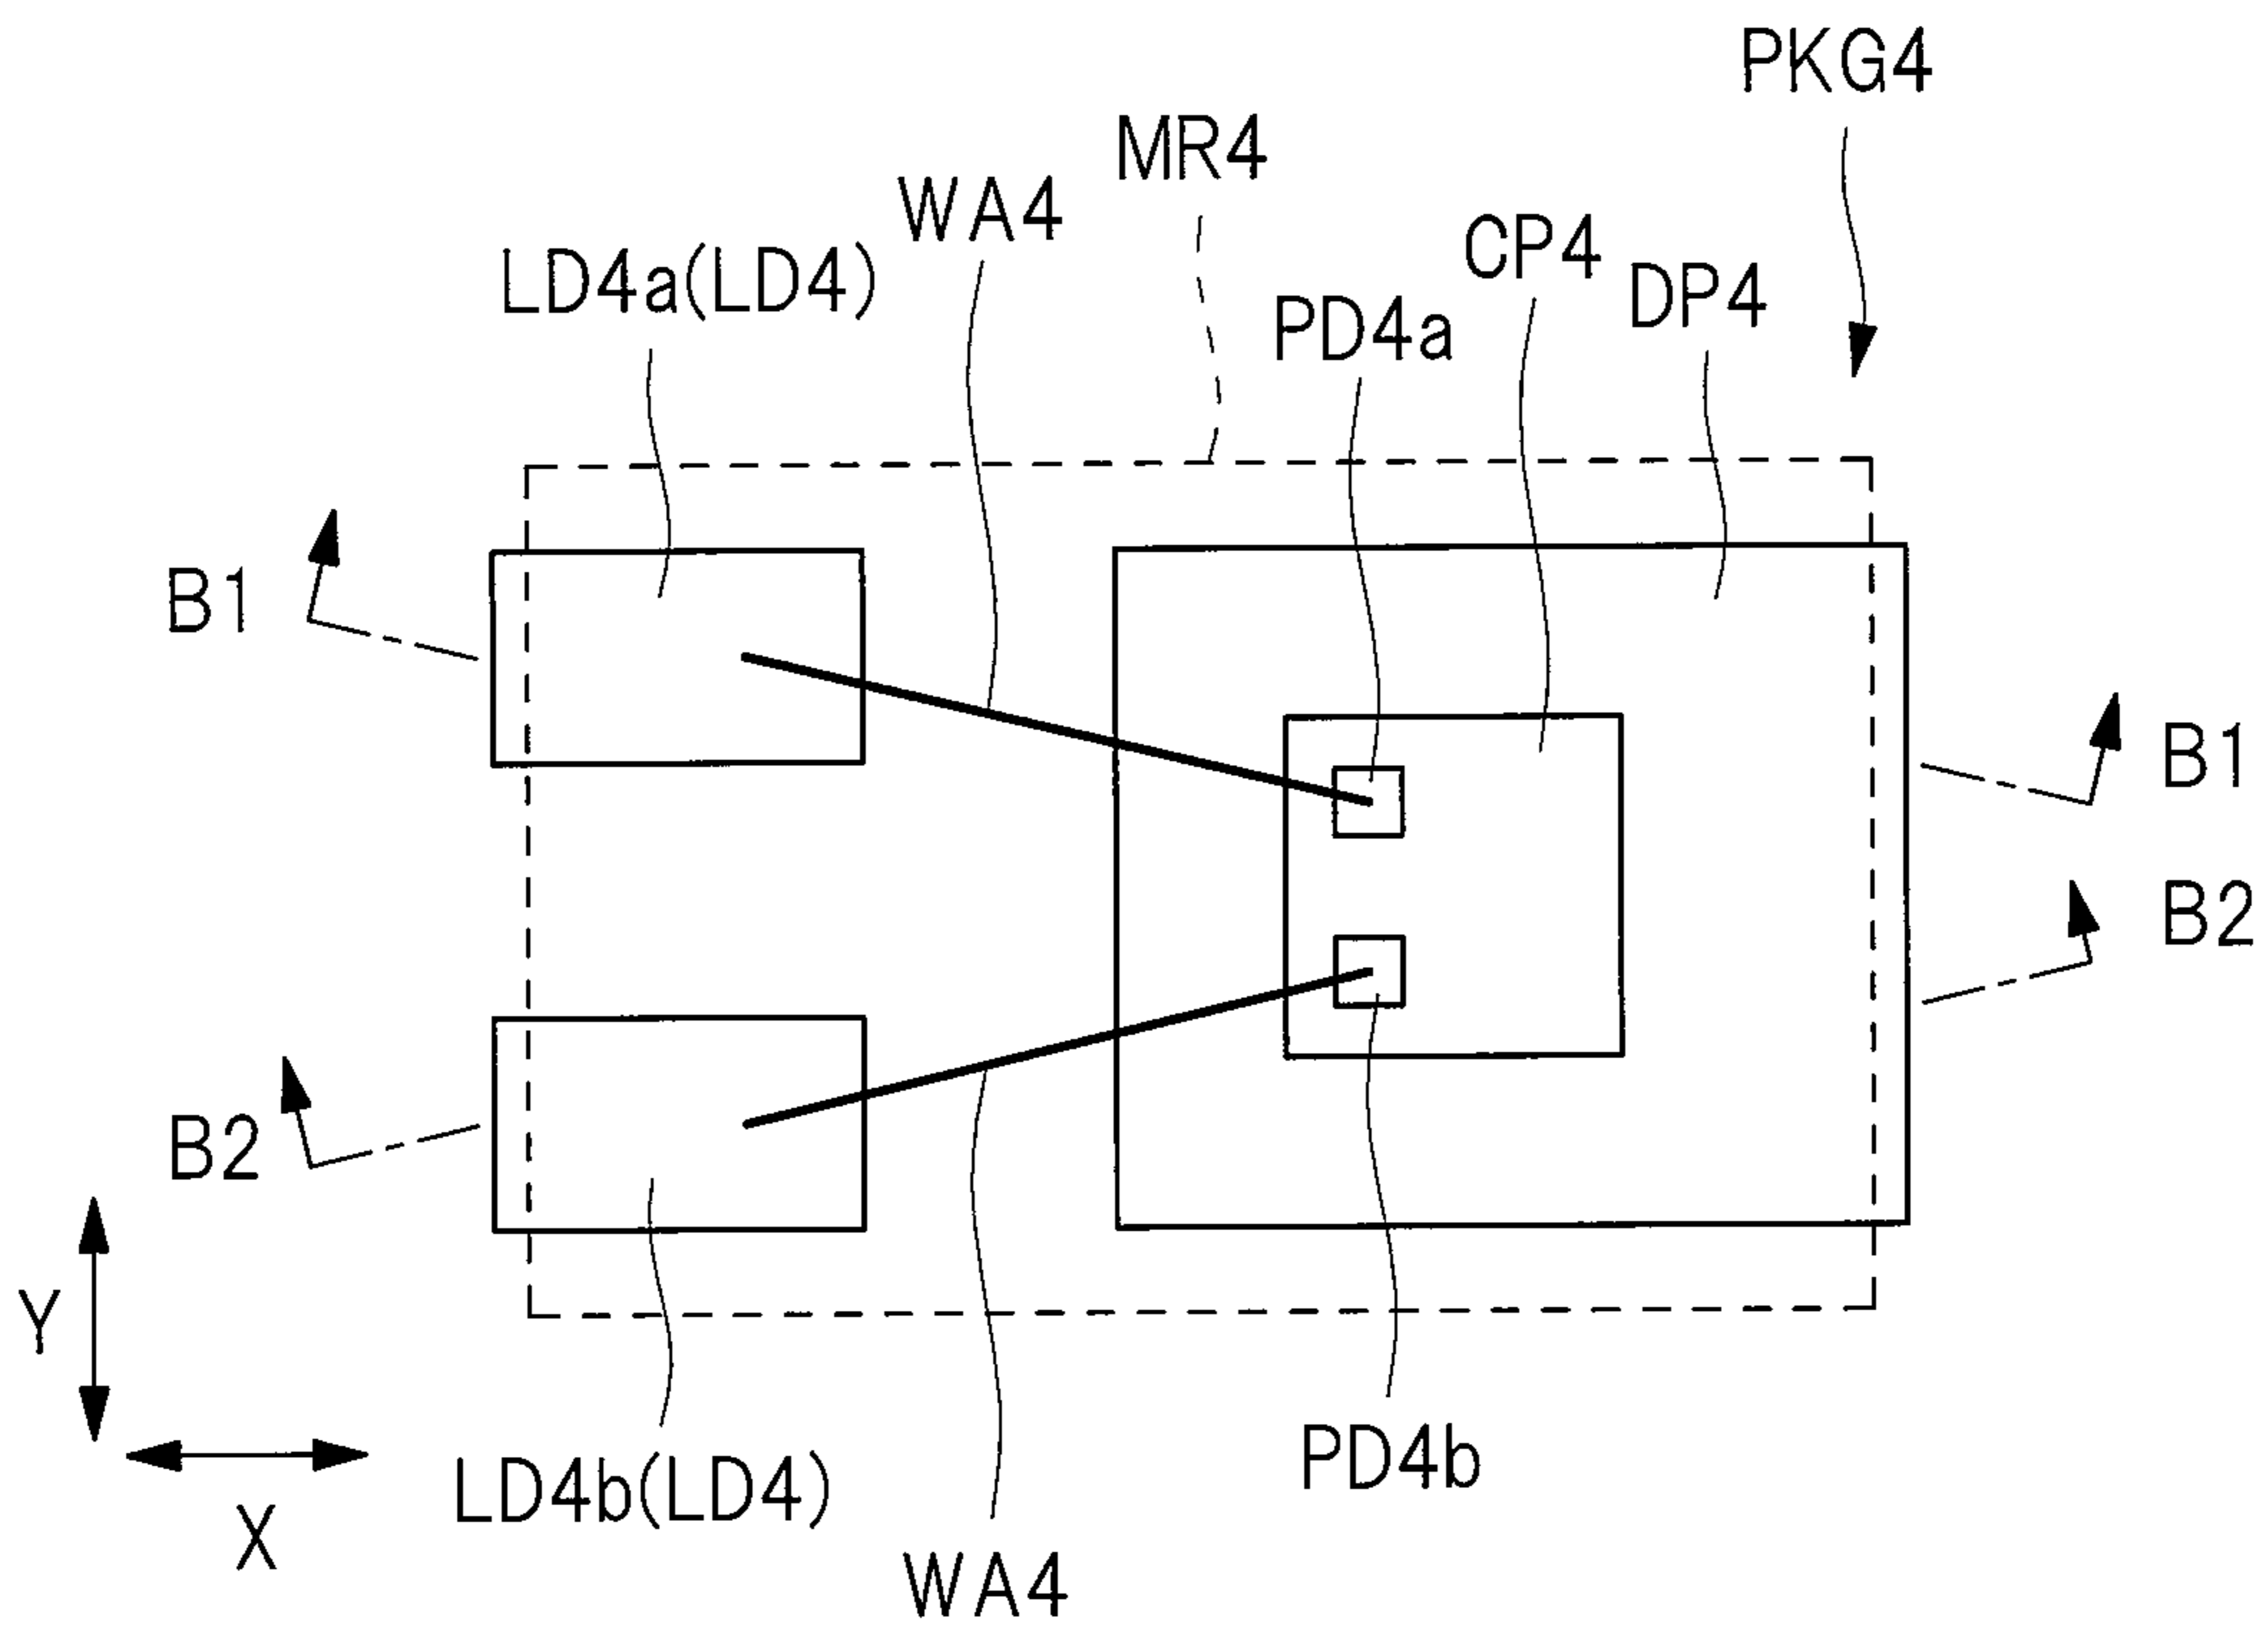 PKG4
MR4
WA4
CP4
LD4a(LD4)
DP4
PD4a
B1
B1
B2
B2
Y
PD4b
LD4b(LD4)
X
WA4